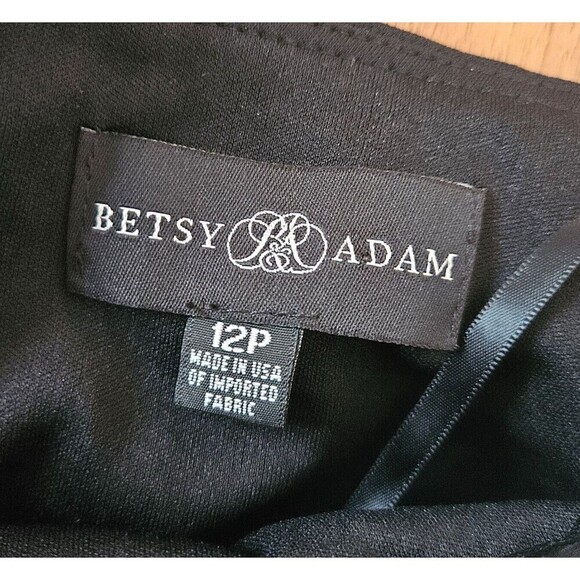 BETSY ADAM
12P
MADE IN USA
OF IMPORTED
FABRIC